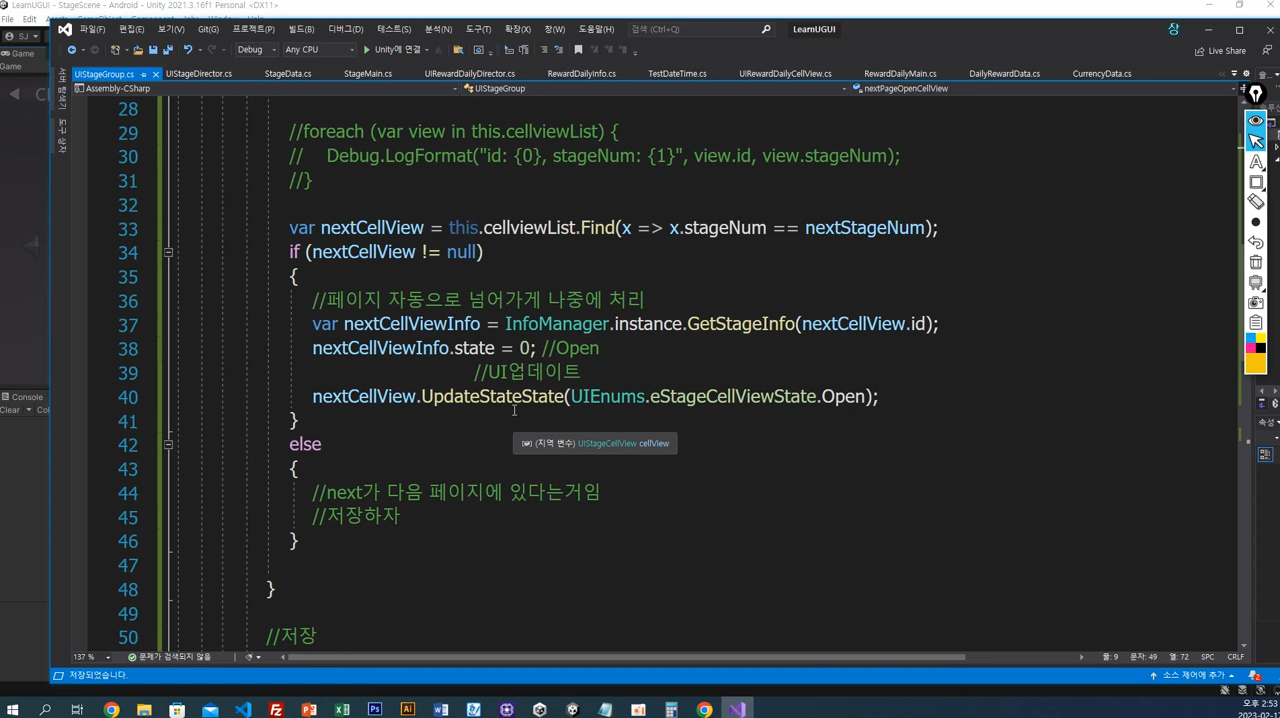 LearnUGUI - StageScene - Android - Unity 2021.3.16f1 Personal <DX11>
파일(F) 편집(E) 보기(V) Git(G) 프로젝트(P) 빌드(B) 디버그(D) 테스트(S) 분석(N) 도구(T) 확장(X) 창(W) 도움말(H) 검색 (Ctrl+Q) LearnUGUI
Debug Any CPU Unity에 연결 Live Share
UIStageGroup.cs UIStageDirector.cs StageData.cs StageMain.cs UIRewardDailyDirector.cs RewardDailyInfo.cs TestDateTime.cs UIRewardDailyCellView.cs RewardDailyMain.cs DailyRewardData.cs CurrencyData.cs
Assembly-CSharp UIStageGroup nextPageOpenCellView
28
29 //foreach (var view in this.cellviewList) {
30 //    Debug.LogFormat("id: {0}, stageNum: {1}", view.id, view.stageNum);
31 //}
32
33 var nextCellView = this.cellviewList.Find(x => x.stageNum == nextStageNum);
34 if (nextCellView != null)
35 {
36 //페이지 자동으로 넘어가게 나중에 처리
37 var nextCellViewInfo = InfoManager.instance.GetStageInfo(nextCellView.id);
38 nextCellViewInfo.state = 0; //Open
39 //UI업데이트
40 nextCellView.UpdateStateState(UIEnums.eStageCellViewState.Open);
41 }
(지역 변수) UIStageCellView cellView
42 else
43 {
44 //next가 다음 페이지에 있다는거임
45 //저장하자
46 }
47
48 }
49
50 //저장
137 % 문제가 검색되지 않음 줄: 9 문자: 49 열: 72 SPC CRLF
저장되었습니다. 소스 제어에 추가 2
Game
Game
Console
Clear
오후 2:53